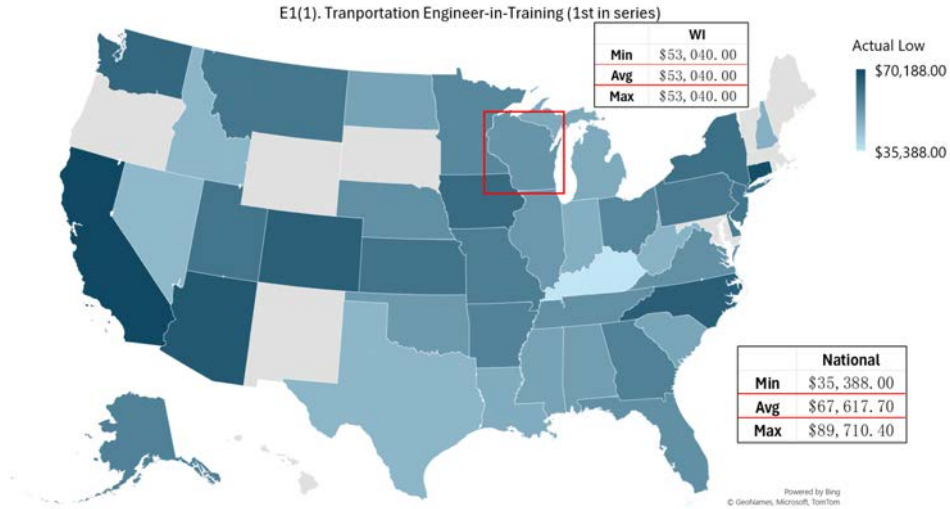 E1(1). Tranportation Engineer-in-Training (1st in series)
WI
Min $53,040.00
Avg $53,040.00
Max $53,040.00
Actual Low
$70,188.00
$35,388.00
National
Min $35,388.00
Avg $67,617.70
Max $89,710.40
Powered by Bing
© GeoNames, Microsoft, TomTom